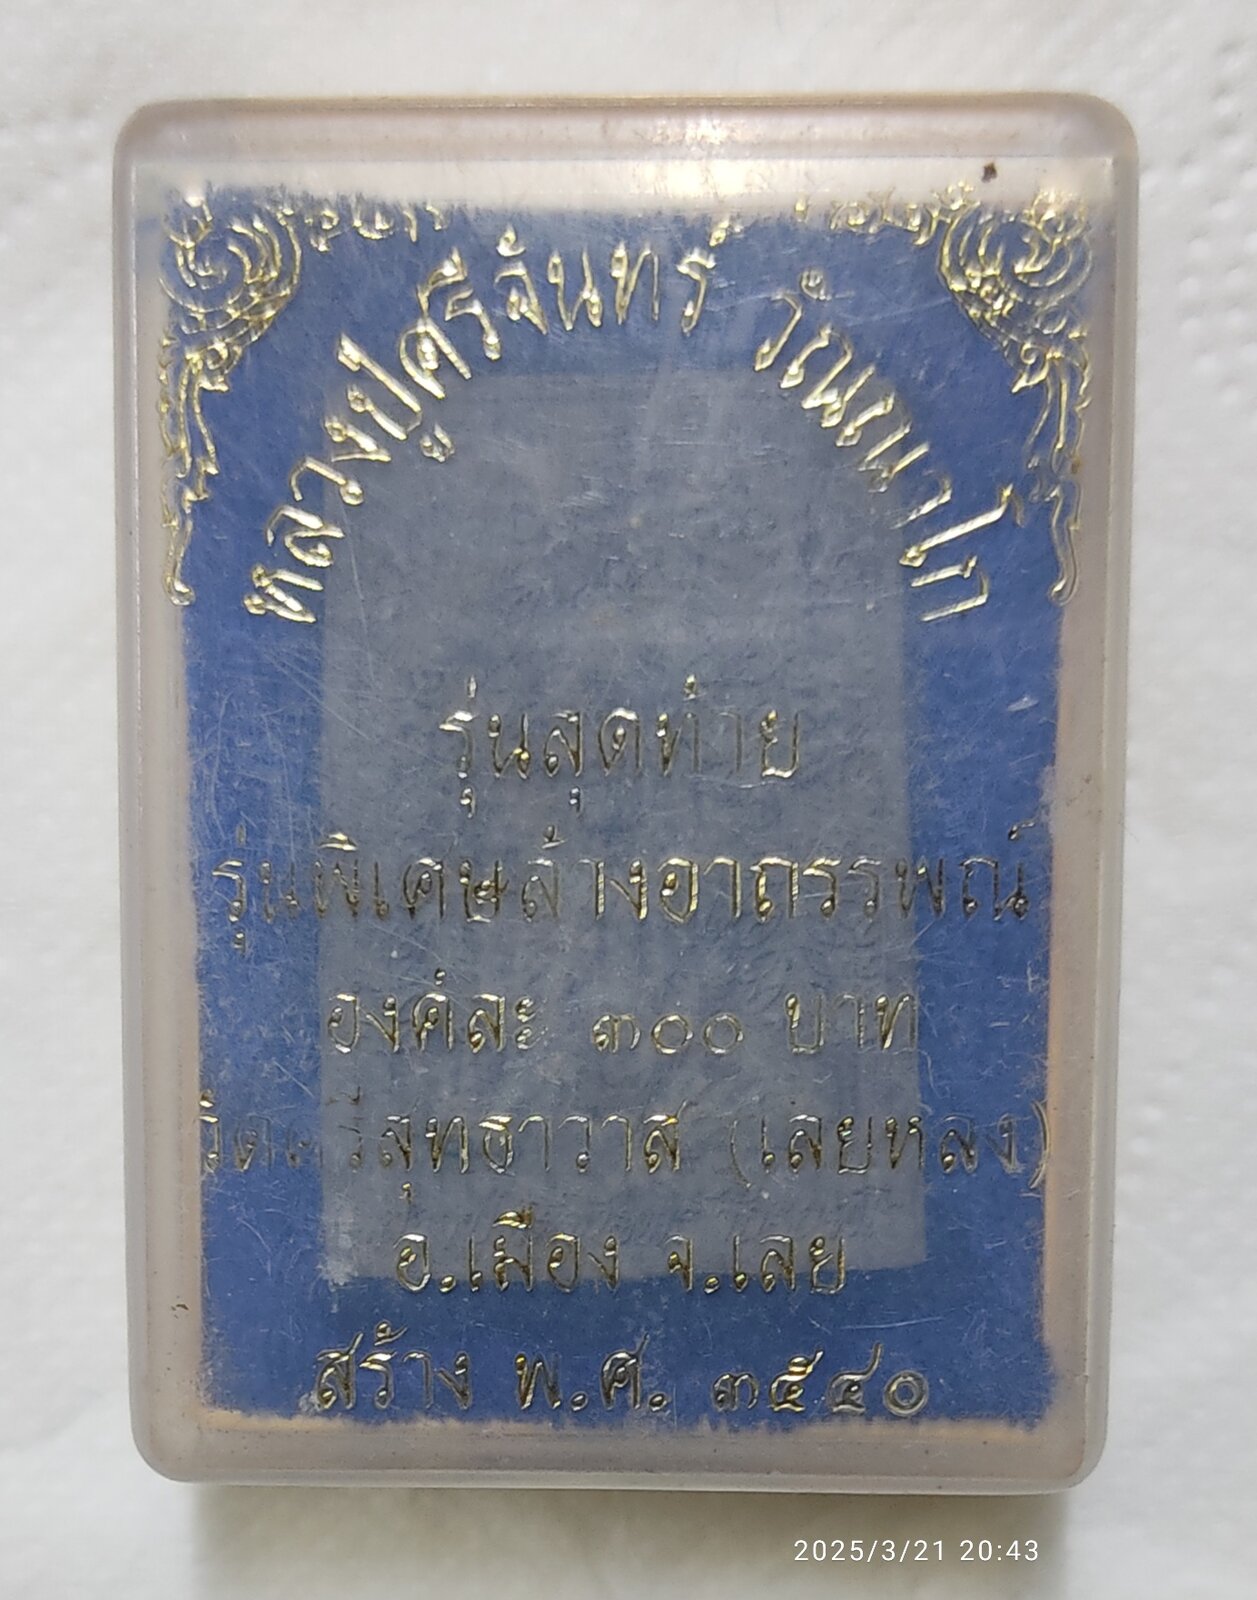 หลวงปู่ศรีจันทร์ วัณณาโภ
รุ่นสุดท้าย
รุ่นพิเศษล้างอาถรรพณ์
องค์ละ ๓๐๐ บาท
วัดศรีสุทธาวาส (เลยหลง)
อ.เมือง จ.เลย
สร้าง พ.ศ. ๓๕๔๐
2025/3/21 20:43